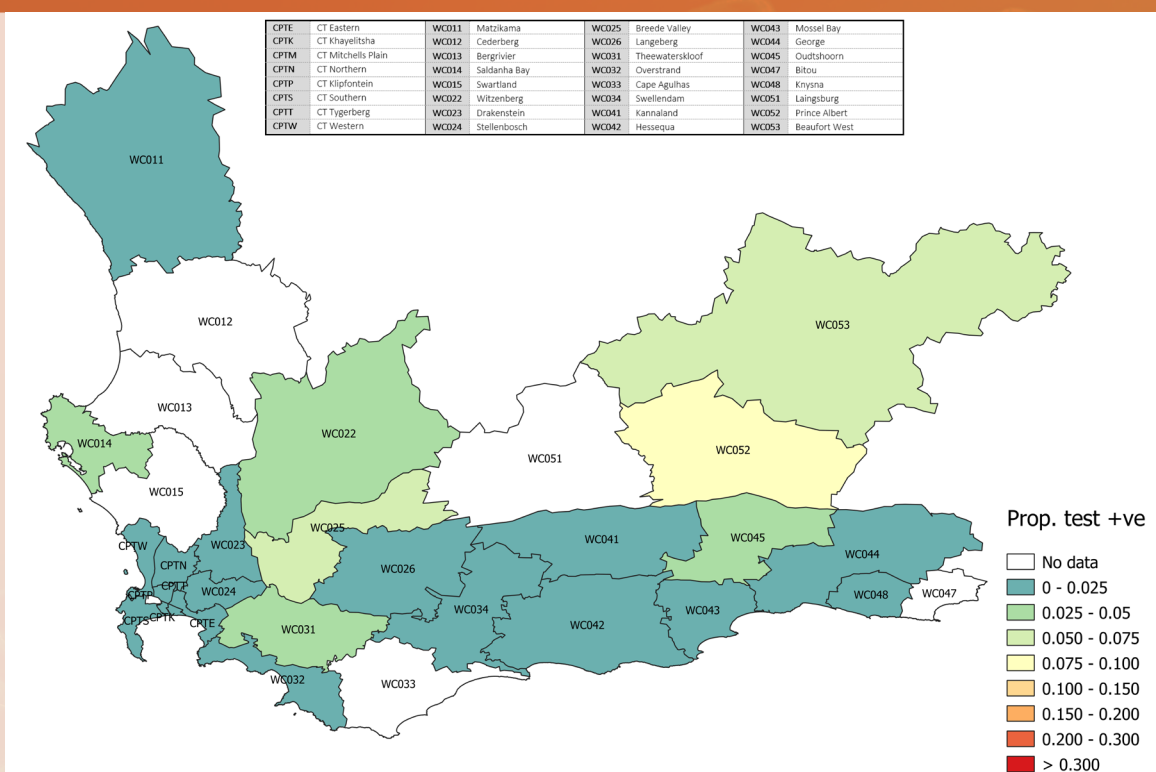 CPTE CT Eastern WC011 Matzikama WC025 Breede Valley WC043 Mossel Bay
CPTK CT Khayelitsha WC012 Cederberg WC026 Langeberg WC044 George
CPTM CT Mitchells Plain WC013 Bergrivier WC031 Theewaterskloof WC045 Oudtshoorn
CPTN CT Northern WC014 Saldanha Bay WC032 Overstrand WC047 Bitou
CPTP CT Klipfontein WC015 Swartland WC033 Cape Agulhas WC048 Knysna
CPTS CT Southern WC022 Witzenberg WC034 Swellendam WC051 Laingsburg
CPTT CT Tygerberg WC023 Drakenstein WC041 Kannaland WC052 Prince Albert
CPTW CT Western WC024 Stellenbosch WC042 Hessequa WC053 Beaufort West
WC011
WC012
WC053
WC013
WC022
WC014
WC052
WC051
WC015
WC025
CPTW
WC023
WC041
WC045
WC044
CPTN
WC026
WC024
CPTP
WC048
WC047
WC034
WC043
CPTS
CPTK
CPTE
WC042
WC031
WC032
WC033
Prop. test +ve
No data
0 - 0.025
0.025 - 0.05
0.050 - 0.075
0.075 - 0.100
0.100 - 0.150
0.150 - 0.200
0.200 - 0.300
> 0.300